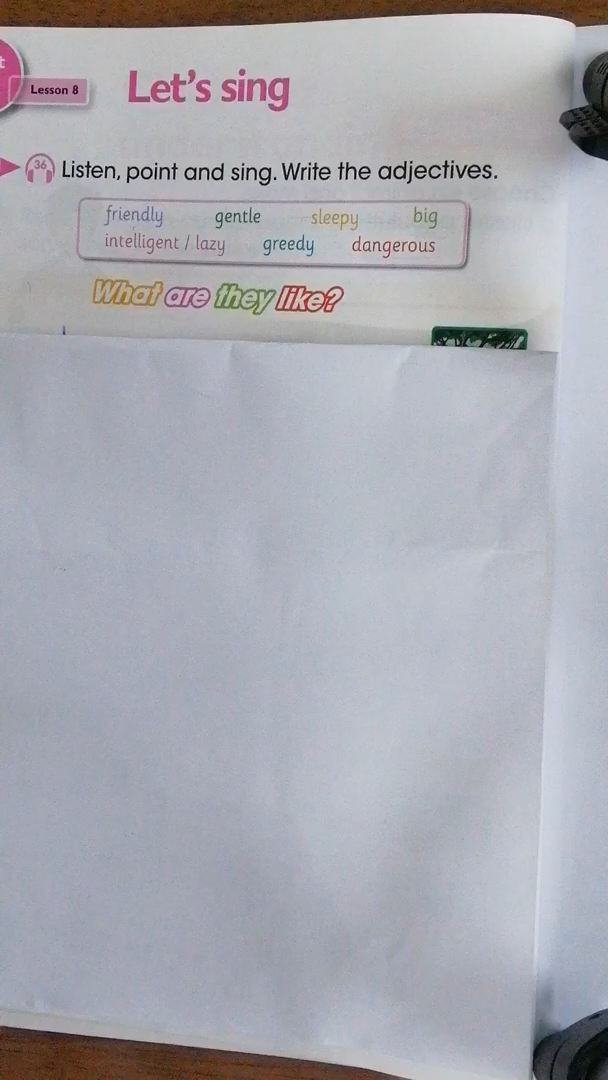 Lesson 8
Let's sing
36 Listen, point and sing. Write the adjectives.
friendly gentle sleepy big
intelligent / lazy greedy dangerous
What are they like?